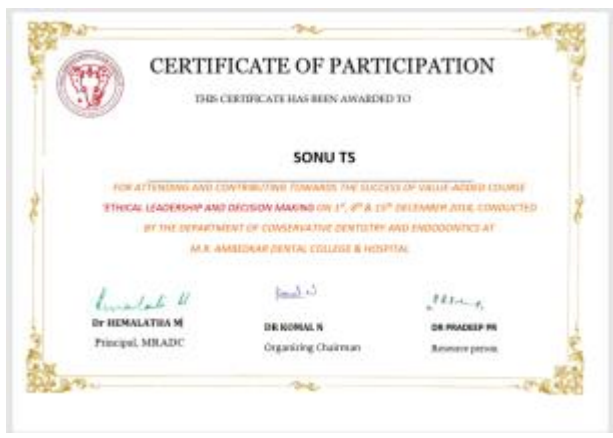 CERTIFICATE OF PARTICIPATION
THIS CERTIFICATE HAS BEEN AWARDED TO
SONU TS
FOR ATTENDING AND CONTRIBUTING TOWARDS THE SUCCESS OF VALUE-ADDED COURSE
'ETHICAL LEADERSHIP AND DECISION MAKING ON 1ST, 8TH & 15TH DECEMBER 2018, CONDUCTED
BY THE DEPARTMENT OF CONSERVATIVE DENTISTRY AND ENDODONTICS AT
M.R. AMBEDKAR DENTAL COLLEGE & HOSPITAL
Dr HEMALATHA M DR KOMAL N DR PRADEEP PR
Principal, MRADC Organizing Chairman Resource person